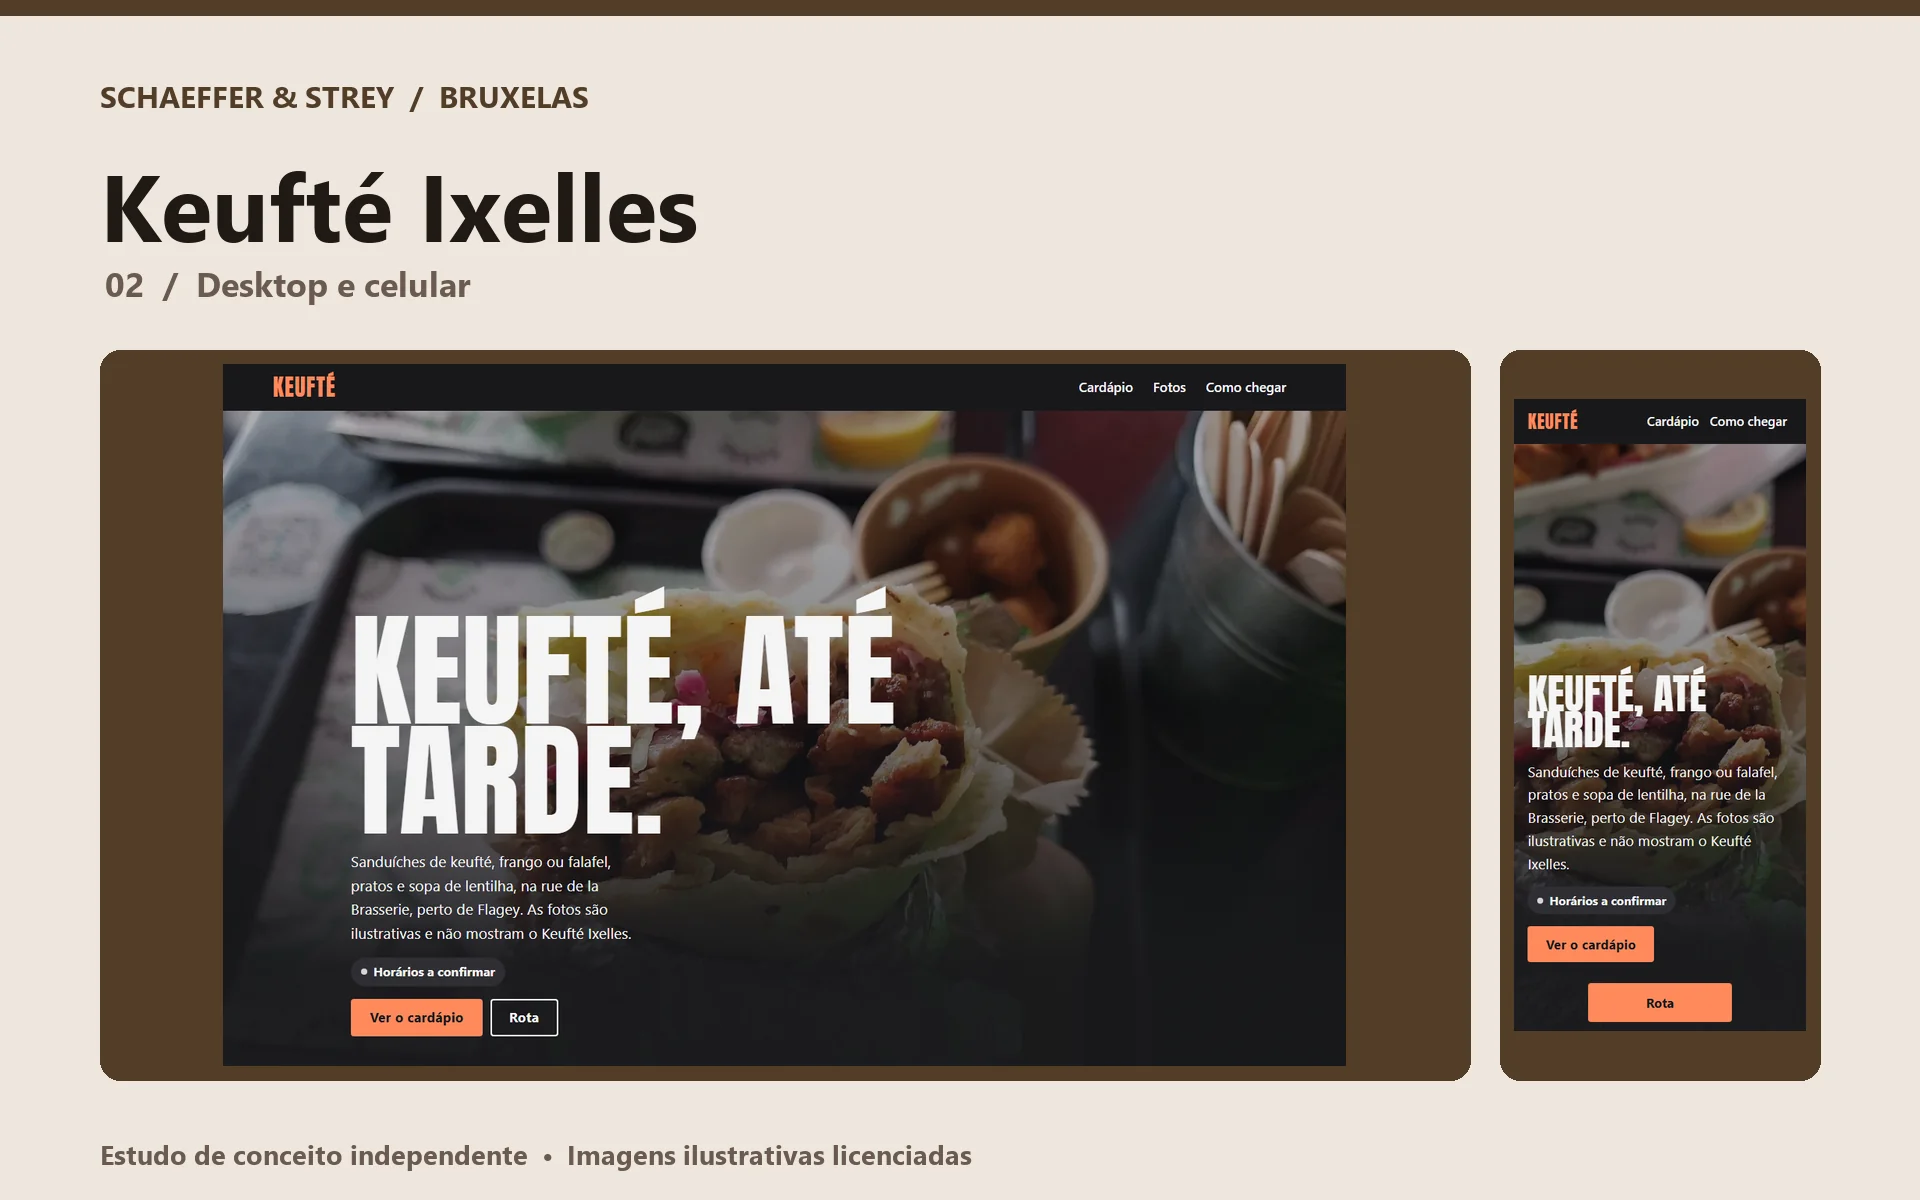 SCHAEFFER & STREY / BRUXELAS
Keufté Ixelles
02 / Desktop e celular
KEUFTÉ
Cardápio Fotos Como chegar
KEUFTÉ, ATÉ
TARDE.
Sanduíches de keufté, frango ou falafel,
pratos e sopa de lentilha, na rue de la
Brasserie, perto de Flagey. As fotos são
ilustrativas e não mostram o Keufté Ixelles.
Horários a confirmar
Ver o cardápio Rota
KEUFTÉ
Cardápio Como chegar
KEUFTÉ, ATÉ
TARDE.
Sanduíches de keufté, frango ou falafel,
pratos e sopa de lentilha, na rue de la
Brasserie, perto de Flagey. As fotos são
ilustrativas e não mostram o Keufté
Ixelles.
Horários a confirmar
Ver o cardápio
Rota
Estudo de conceito independente • Imagens ilustrativas licenciadas